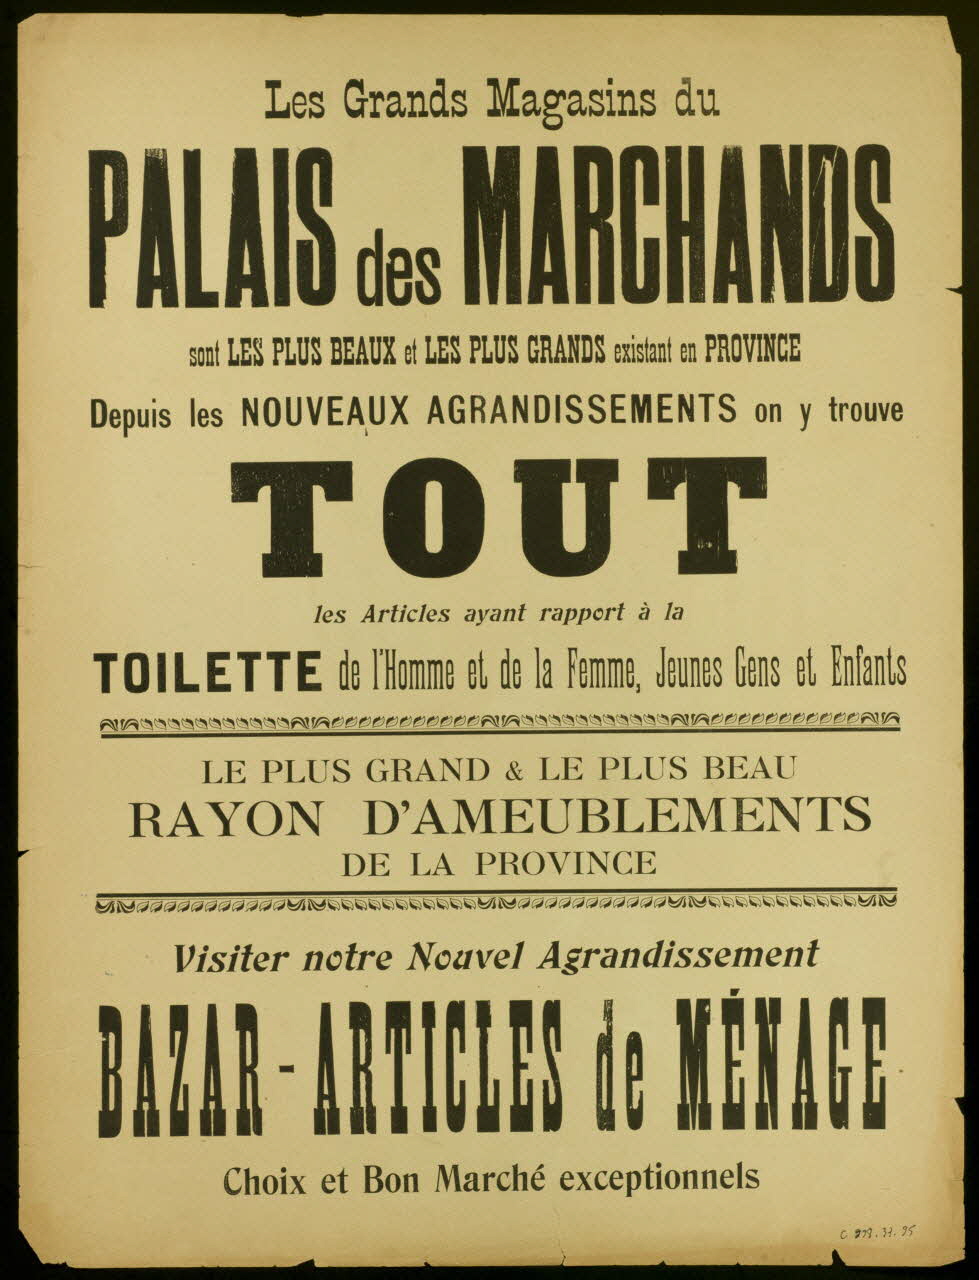 Les Grands Magasins du
PALAIS des MARCHANDS
sont LES PLUS BEAUX et LES PLUS GRANDS existant en PROVINCE
Depuis les NOUVEAUX AGRANDISSEMENTS on y trouve
TOUT
les Articles ayant rapport à la
TOILETTE de l'Homme et de la Femme, Jeunes Gens et Enfants
LE PLUS GRAND & LE PLUS BEAU
RAYON D'AMEUBLEMENTS
DE LA PROVINCE
Visiter notre Nouvel Agrandissement
BAZAR - ARTICLES de MÉNAGE
Choix et Bon Marché exceptionnels